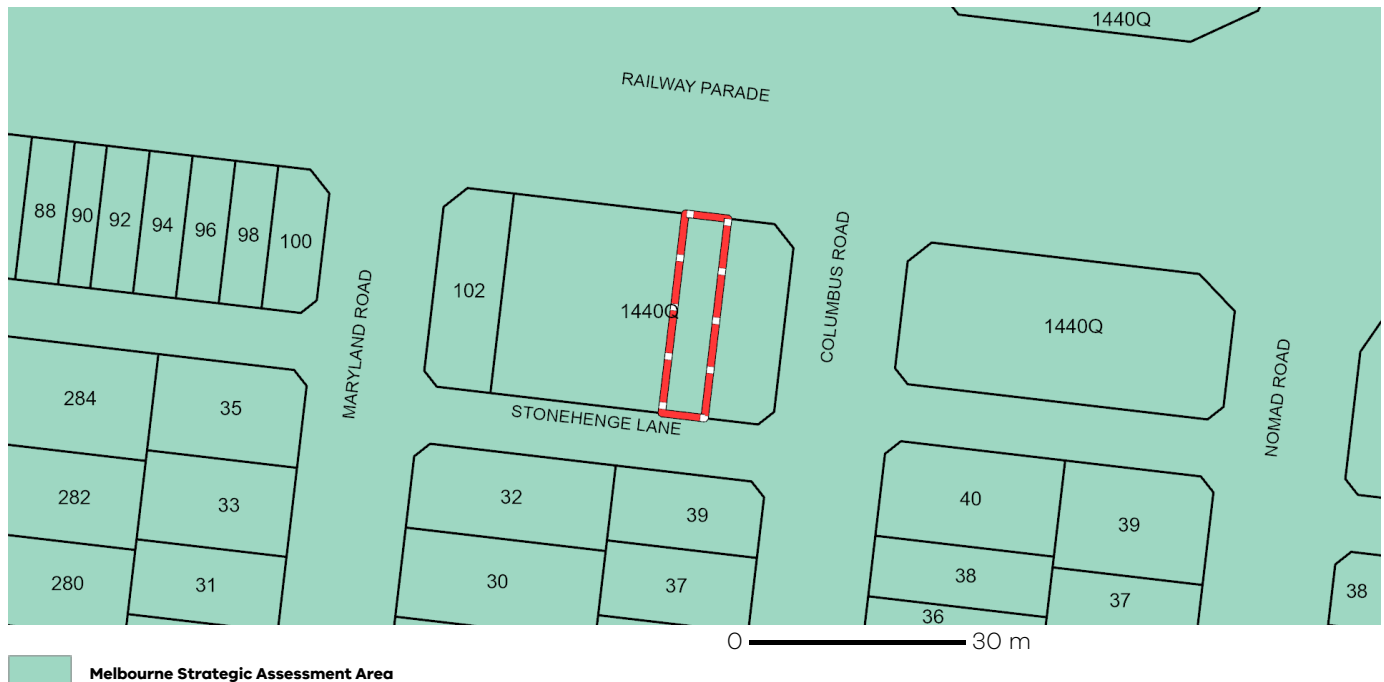 1440Q
RAILWAY PARADE
88
90
92
94
96
98
100
102
1440Q
1440Q
MARYLAND ROAD
COLUMBUS ROAD
NOMAD ROAD
STONEHENGE LANE
284
35
282
33
280
31
32
39
30
37
40
39
38
37
36
38
0 30 m
Melbourne Strategic Assessment Area